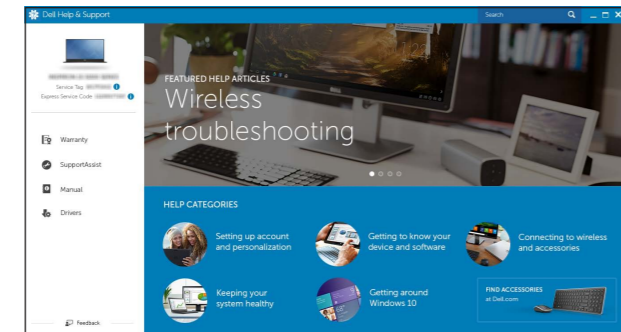 Dell Help & Support
Search
Service Tag:
Express Service Code:
Warranty
SupportAssist
Manual
Drivers
Feedback
FEATURED HELP ARTICLES
Wireless
troubleshooting
HELP CATEGORIES
Setting up account
and personalization
Getting to know your
device and software
Connecting to wireless
and accessories
Keeping your
system healthy
Getting around
Windows 10
FIND ACCESSORIES
at Dell.com